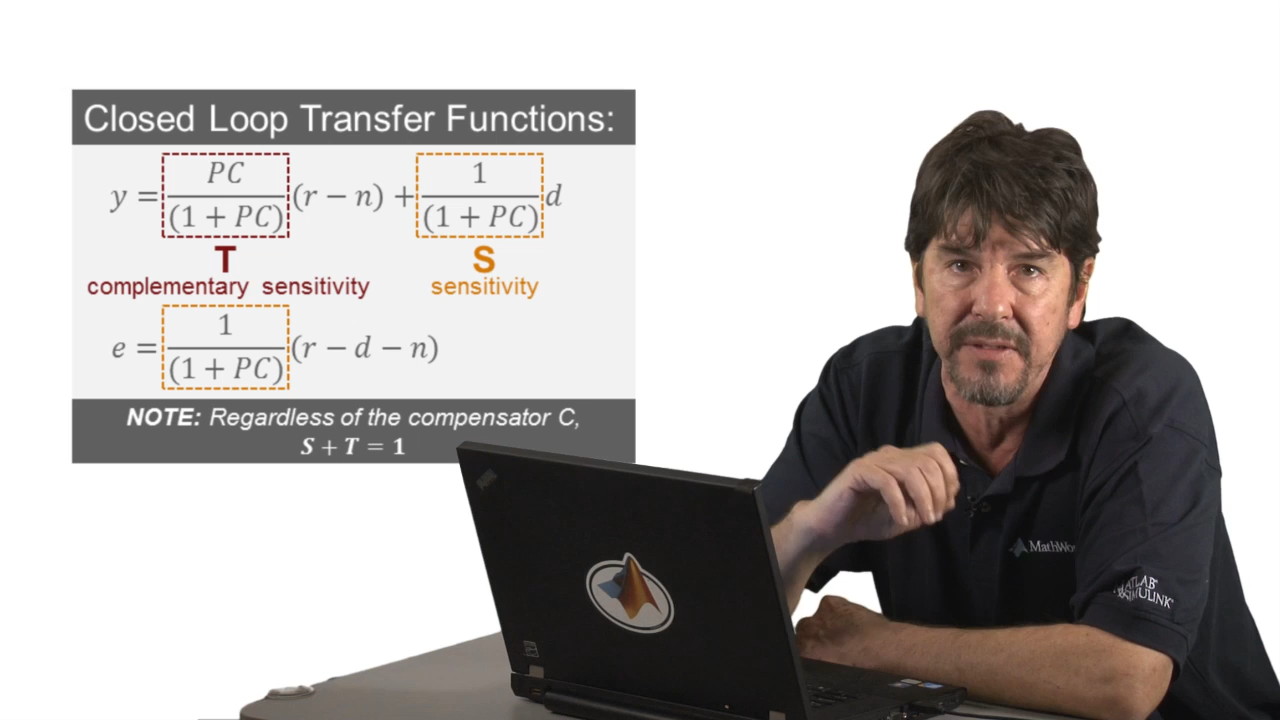 Closed Loop Transfer Functions:
y = PC/(1 + PC) (r − n) + 1/(1 + PC) d
T S
complementary sensitivity sensitivity
e = 1/(1 + PC) (r − d − n)
NOTE: Regardless of the compensator C,
S + T = 1
MATLAB
&SIMULINK